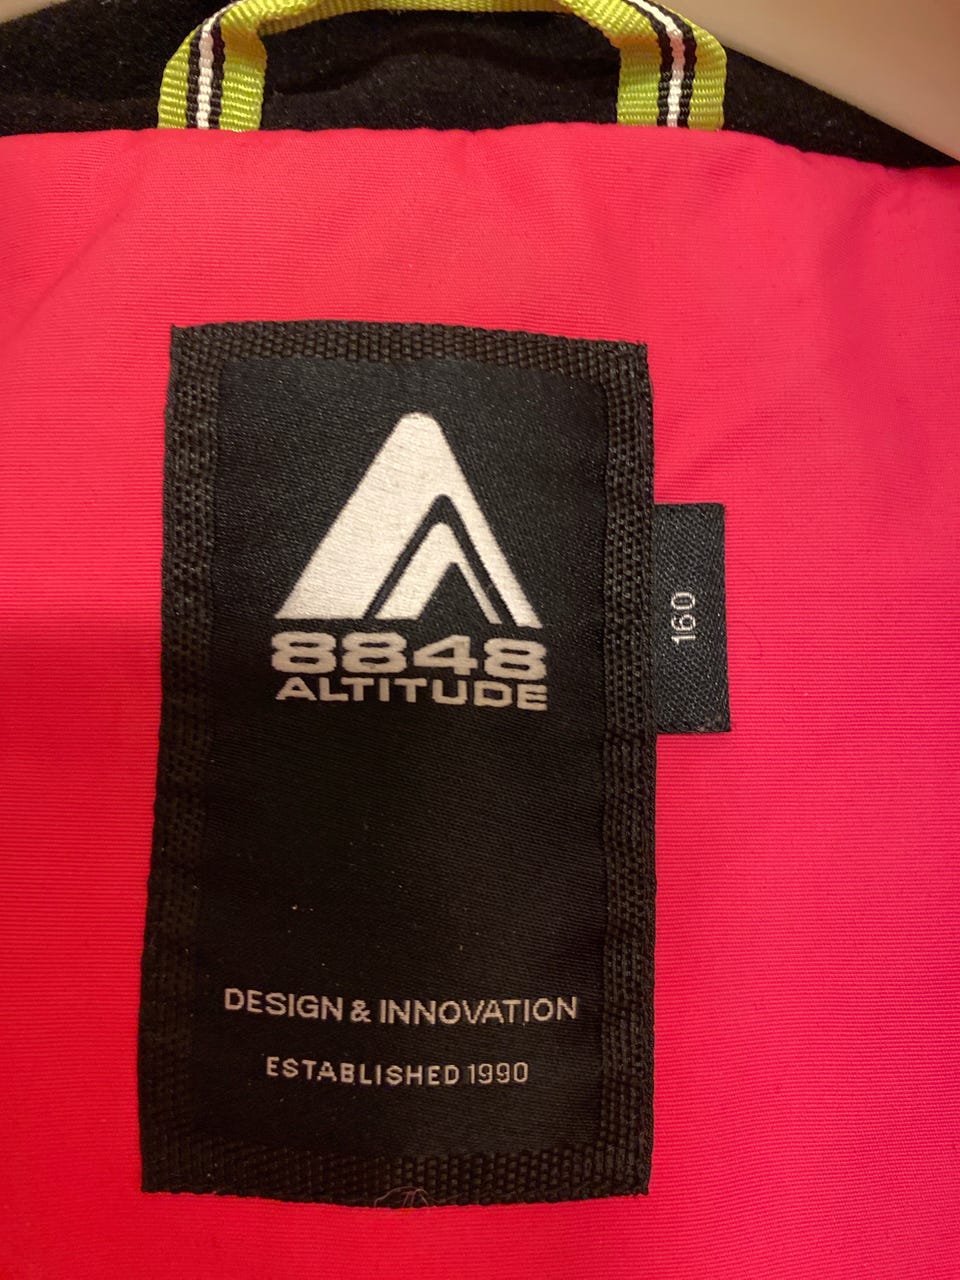 8848
ALTITUDE
160
DESIGN & INNOVATION
ESTABLISHED 1990